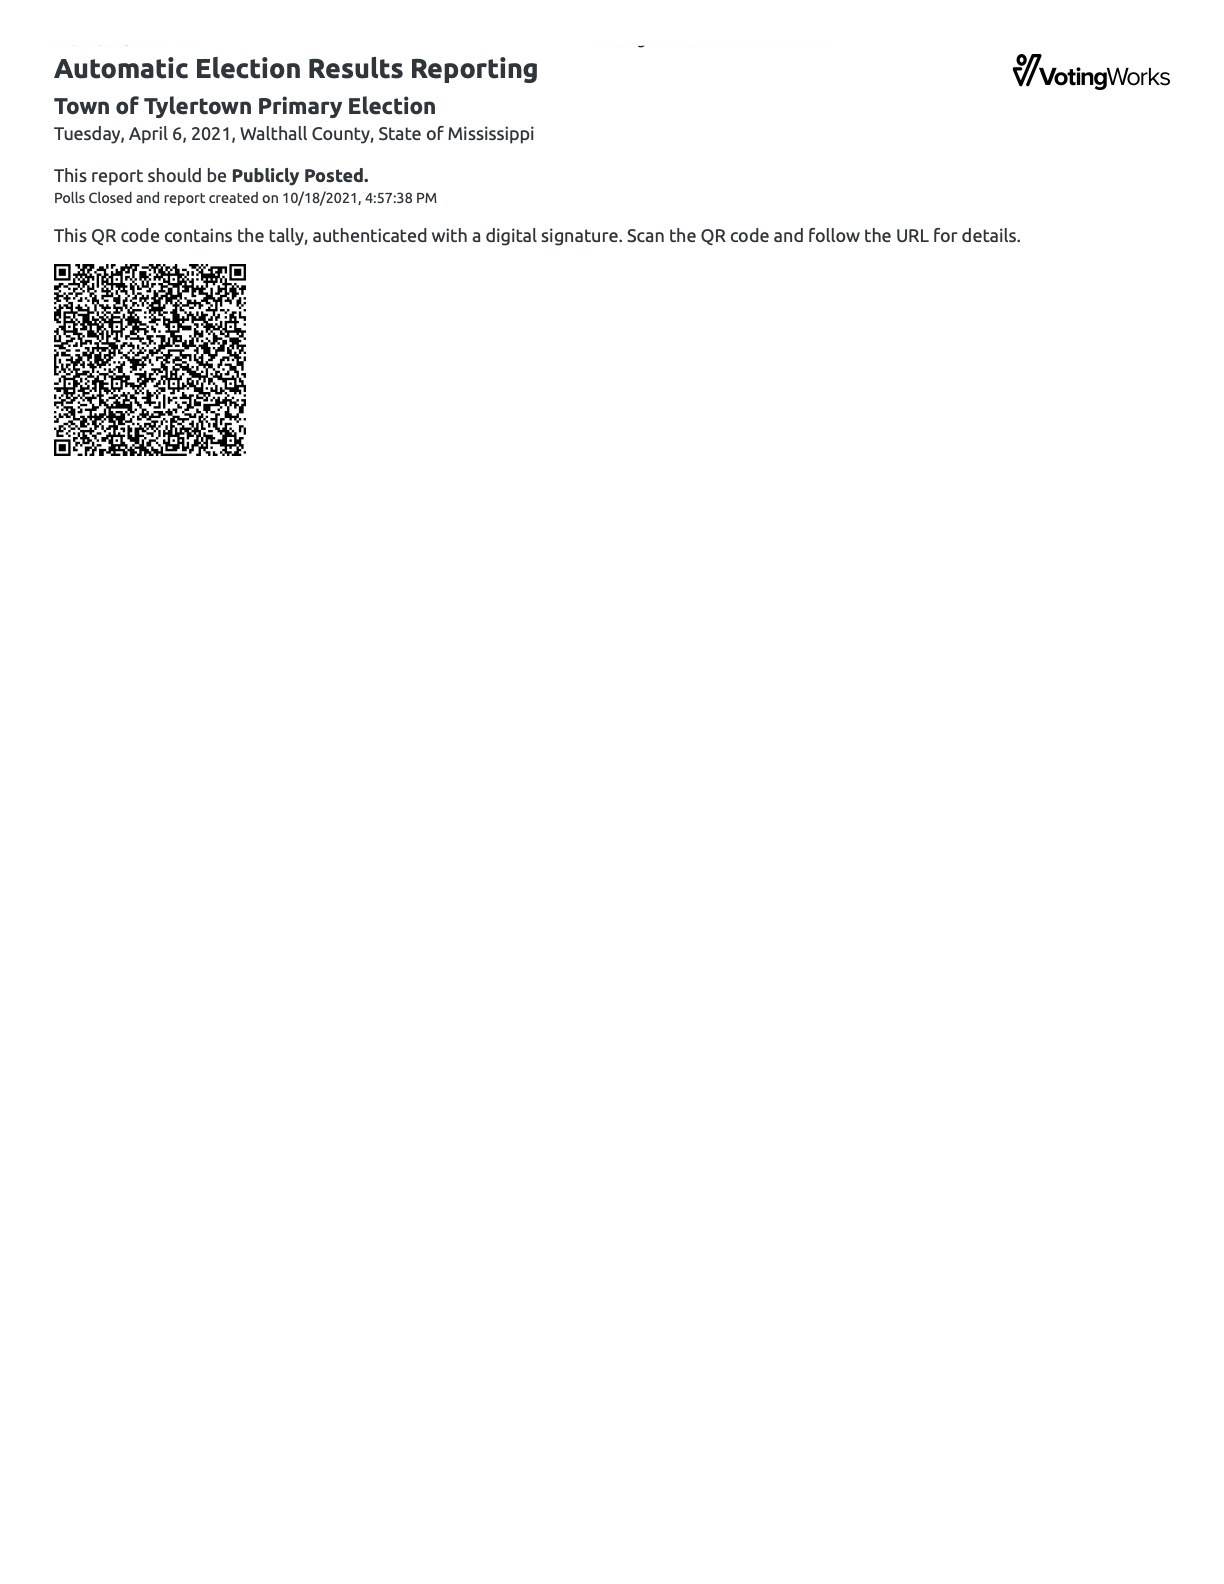 Automatic Election Results Reporting
VotingWorks
Town of Tylertown Primary Election
Tuesday, April 6, 2021, Walthall County, State of Mississippi
This report should be Publicly Posted.
Polls Closed and report created on 10/18/2021, 4:57:38 PM
This QR code contains the tally, authenticated with a digital signature. Scan the QR code and follow the URL for details.